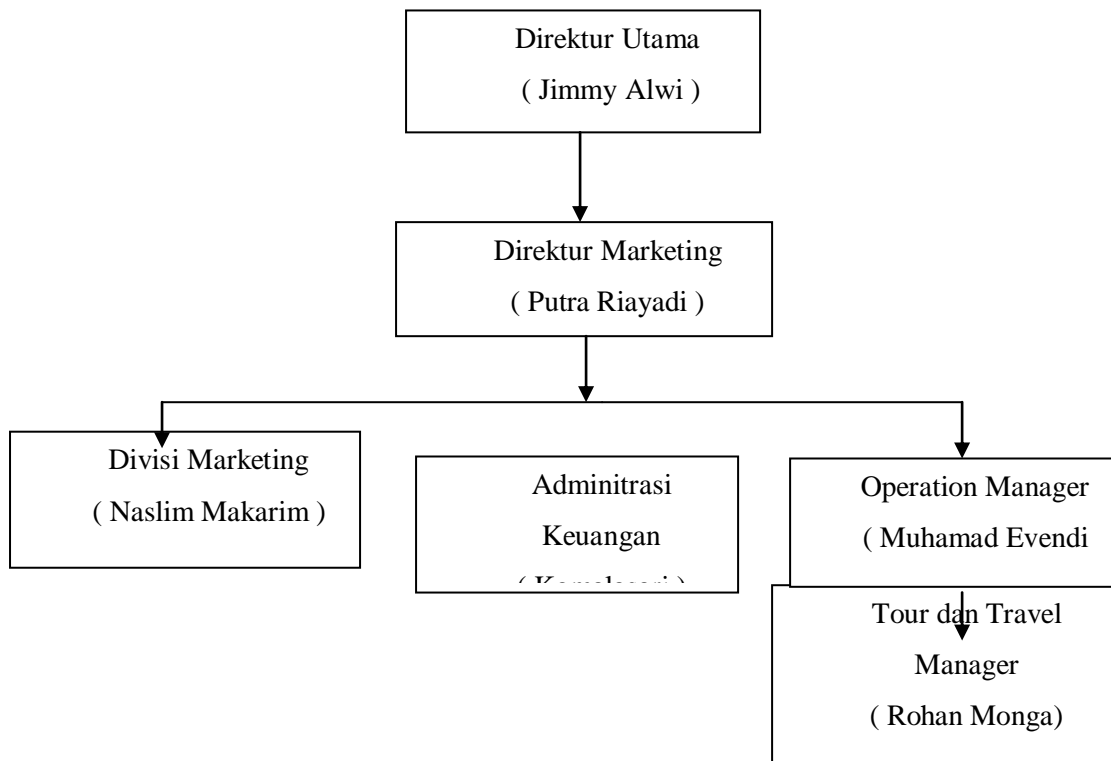 Direktur Utama
( Jimmy Alwi )
Direktur Marketing
( Putra Riayadi )
Divisi Marketing
( Naslim Makarim )
Adminitrasi
Keuangan
Operation Manager
( Muhamad Evendi
Tour dan Travel
Manager
( Rohan Monga)